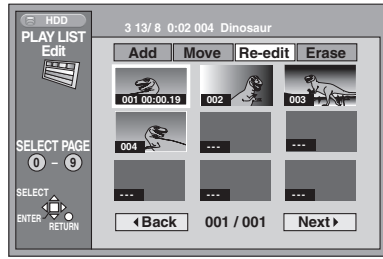 HDD
PLAY LIST
Edit
3 13/ 8 0:02 004 Dinosaur
Add Move Re-edit Erase
001 00:00.19 002 003
004 --- ---
--- --- ---
SELECT PAGE
0 - 9
SELECT
ENTER RETURN
Back 001 / 001 Next